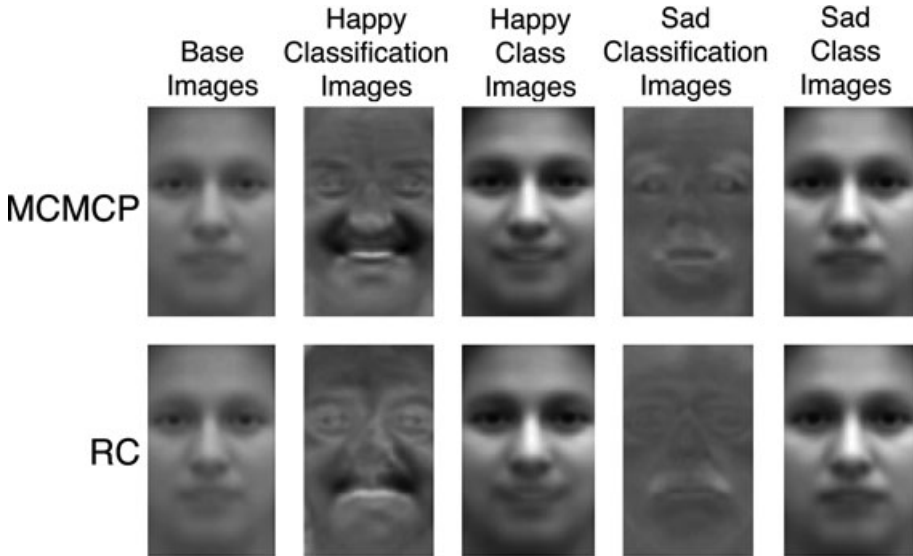 Base
Images
Happy
Classification
Images
Happy
Class
Images
Sad
Classification
Images
Sad
Class
Images
MCMCP
RC